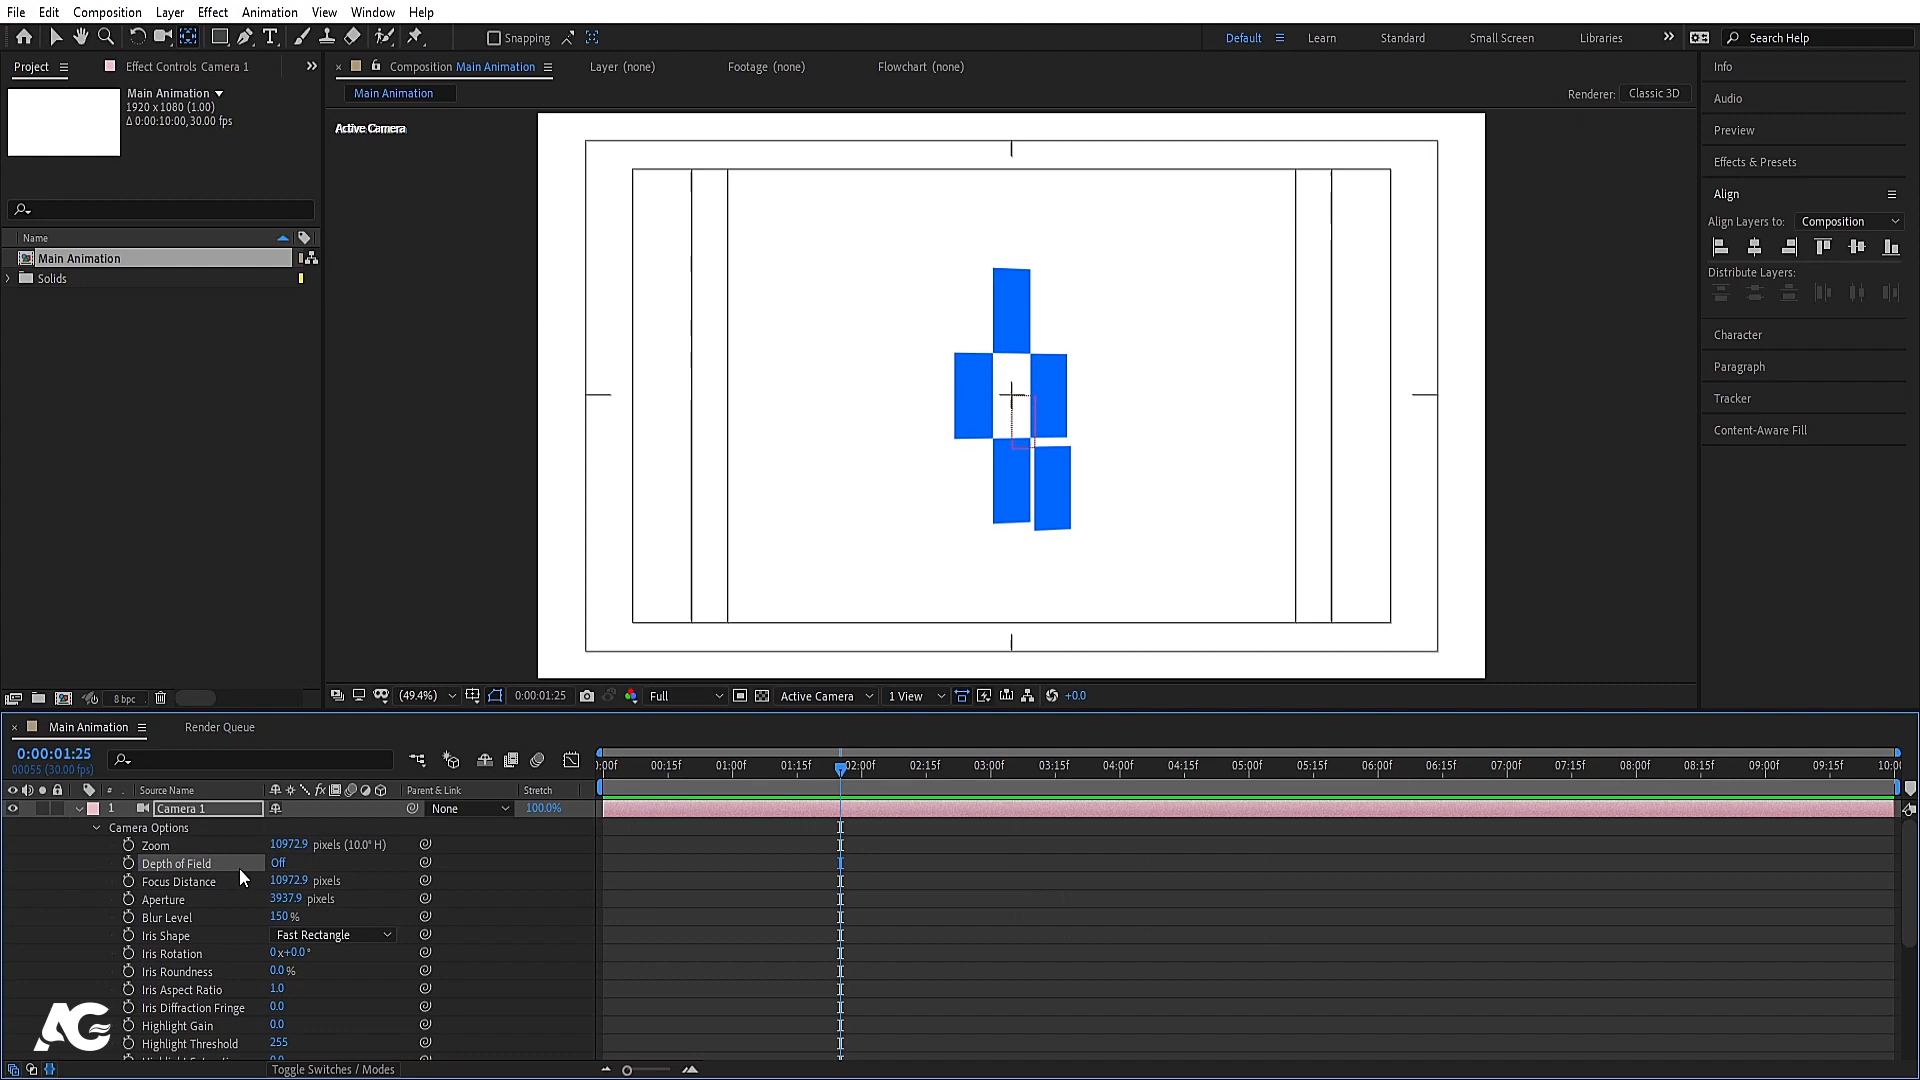 File Edit Composition Layer Effect Animation View Window Help
Snapping
Default Learn Standard Small Screen Libraries Search Help
Project Effect Controls Camera 1
Composition Main Animation Layer (none) Footage (none) Flowchart (none)
Main Animation
1920 x 1080 (1.00)
Δ 0:00:10:00, 30.00 fps
Main Animation
Renderer: Classic 3D
Active Camera
Info
Audio
Preview
Effects & Presets
Align
Align Layers to: Composition
Distribute Layers:
Character
Paragraph
Tracker
Content-Aware Fill
Name
Main Animation
Solids
8 bpc
(49.4%) 0:00:01:25 Full Active Camera 1 View +0.0
Main Animation Render Queue
0:00:01:25
00055 (30.00 fps)
):00f 00:15f 01:00f 01:15f 02:00f 02:15f 03:00f 03:15f 04:00f 04:15f 05:00f 05:15f 06:00f 06:15f 07:00f 07:15f 08:00f 08:15f 09:00f 09:15f 10:00
# Source Name fx Parent & Link Stretch
1 Camera 1 None 100.0%
Camera Options
Zoom 10972.9 pixels (10.0° H)
Depth of Field Off
Focus Distance 10972.9 pixels
Aperture 3937.9 pixels
Blur Level 150 %
Iris Shape Fast Rectangle
Iris Rotation 0x+0.0°
Iris Roundness 0.0 %
Iris Aspect Ratio 1.0
Iris Diffraction Fringe 0.0
Highlight Gain 0.0
Highlight Threshold 255
AG
Toggle Switches / Modes